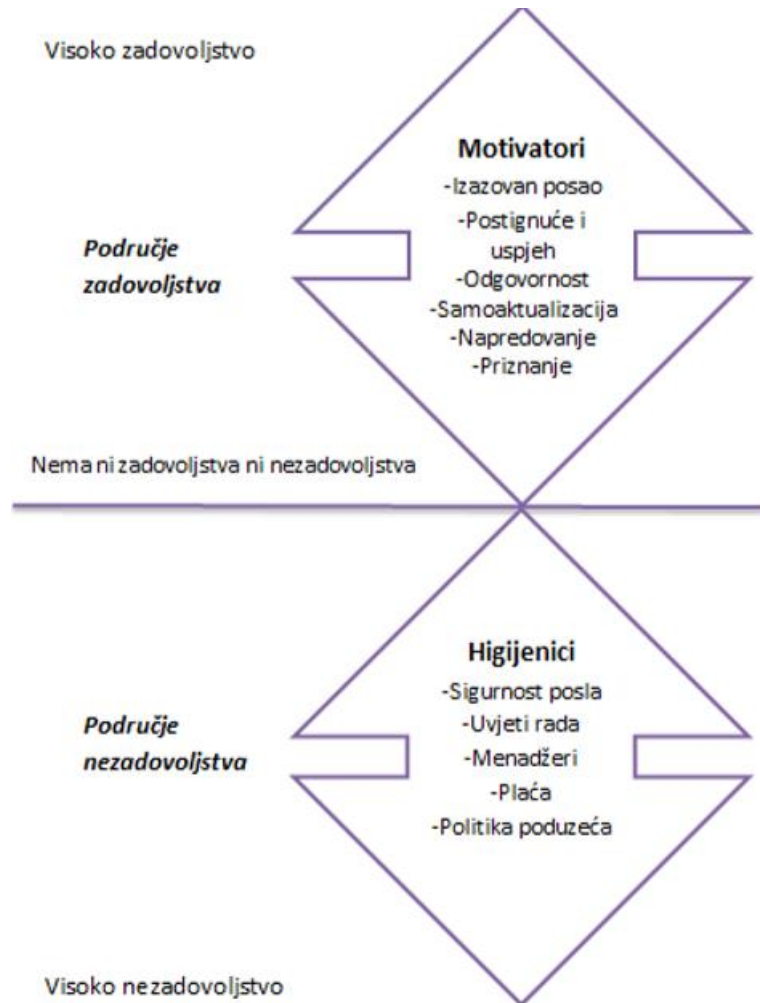 Visoko zadovoljstvo
Motivatori
-Izazovan posao
-Postignuće i
uspjeh
-Odgovornost
-Samoaktualizacija
-Napredovanje
-Priznanje
Područje
zadovoljstva
Nema ni zadovoljstva ni nezadovoljstva
Higijenici
-Sigurnost posla
-Uvjeti rada
-Menadžeri
-Plaća
-Politika poduzeća
Područje
nezadovoljstva
Visoko nezadovoljstvo